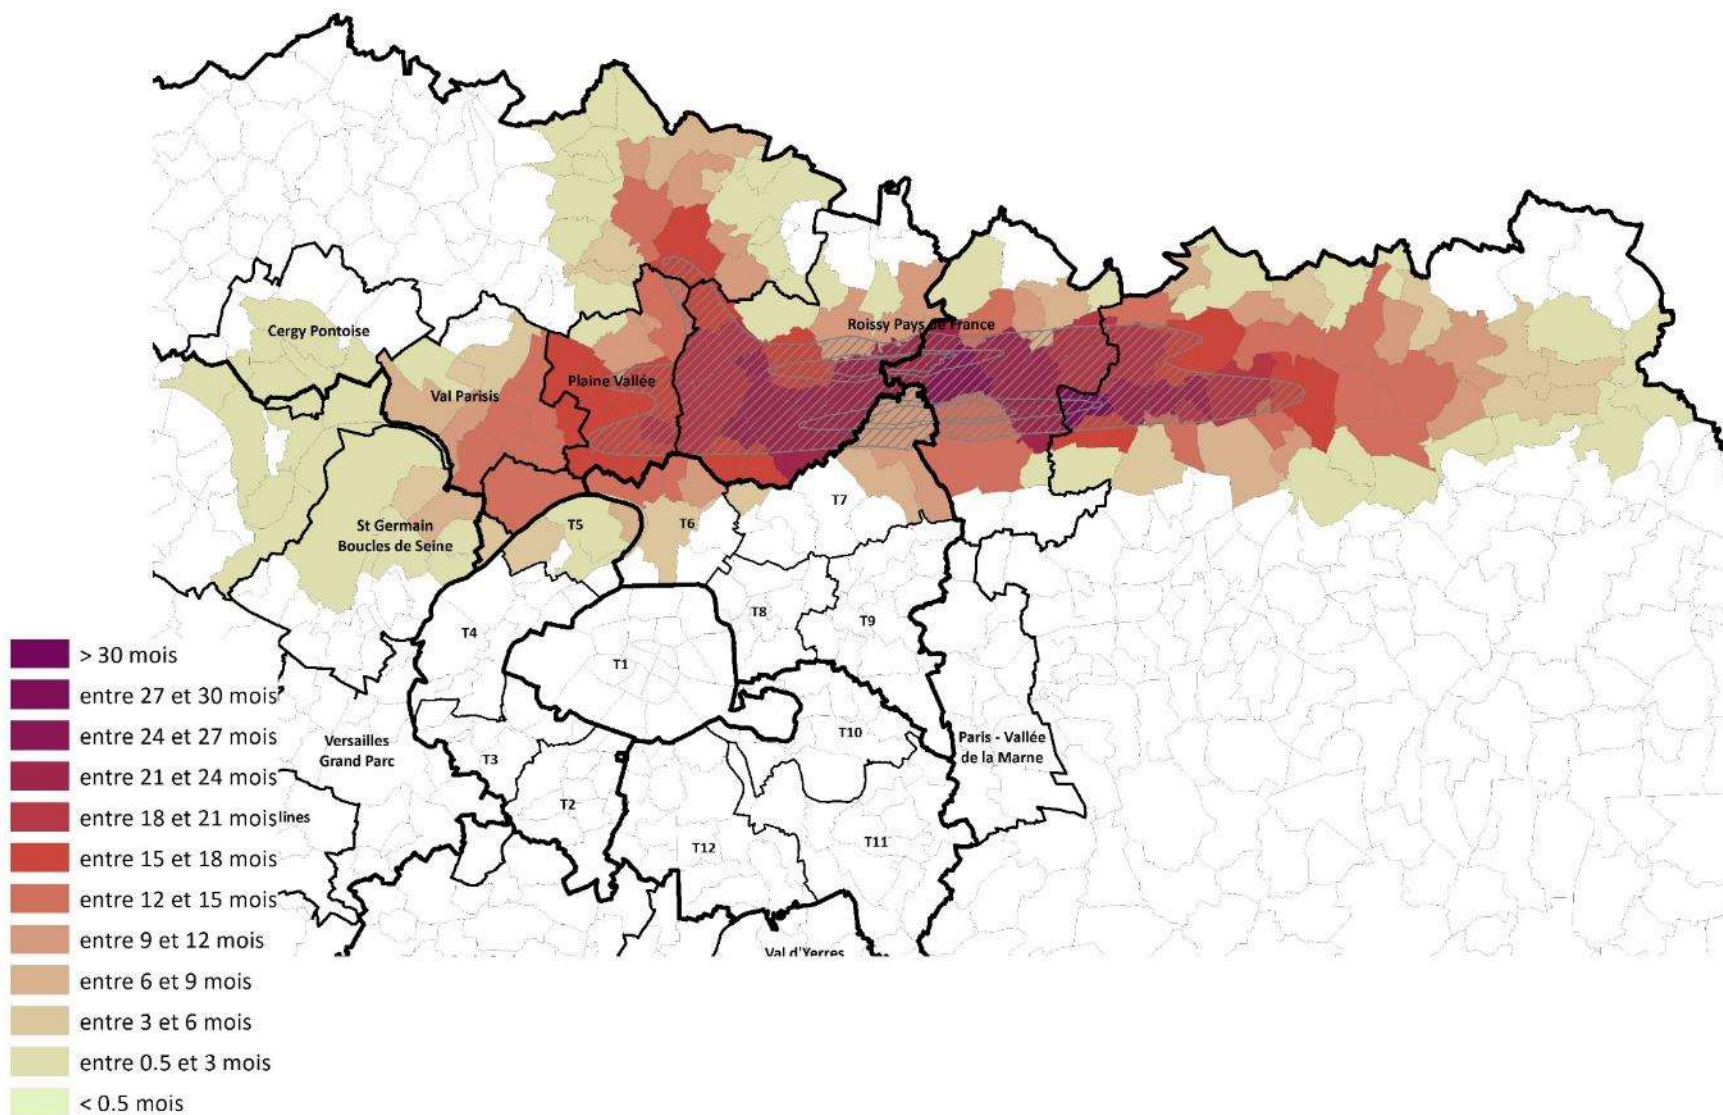 Cergy Pontoise
Roissy Pays de France
Plaine Vallée
Val Parisis
St Germain
Boucles de Seine
T5
T6
T7
T8
T9
T4
T1
T10
Versailles
Grand Parc
T3
T2
T12
T11
Paris - Vallée
de la Marne
lines
Val d'Yerres
> 30 mois
entre 27 et 30 mois
entre 24 et 27 mois
entre 21 et 24 mois
entre 18 et 21 mois
entre 15 et 18 mois
entre 12 et 15 mois
entre 9 et 12 mois
entre 6 et 9 mois
entre 3 et 6 mois
entre 0.5 et 3 mois
< 0.5 mois